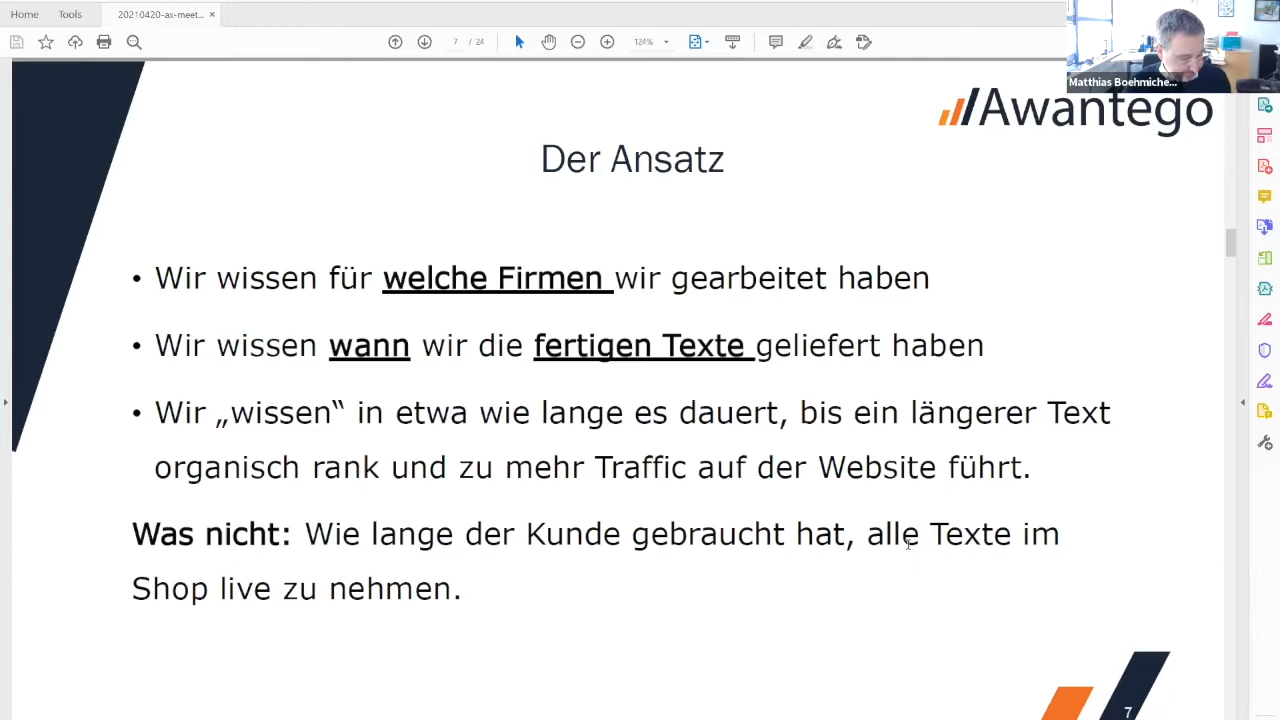 Home Tools 20210420-ax-meet... ×
7 / 24 124%
Matthias Boehmiche...
Awantego
Der Ansatz
• Wir wissen für welche Firmen wir gearbeitet haben
• Wir wissen wann wir die fertigen Texte geliefert haben
• Wir „wissen“ in etwa wie lange es dauert, bis ein längerer Text
organisch rank und zu mehr Traffic auf der Website führt.
Was nicht: Wie lange der Kunde gebraucht hat, alle Texte im
Shop live zu nehmen.
7